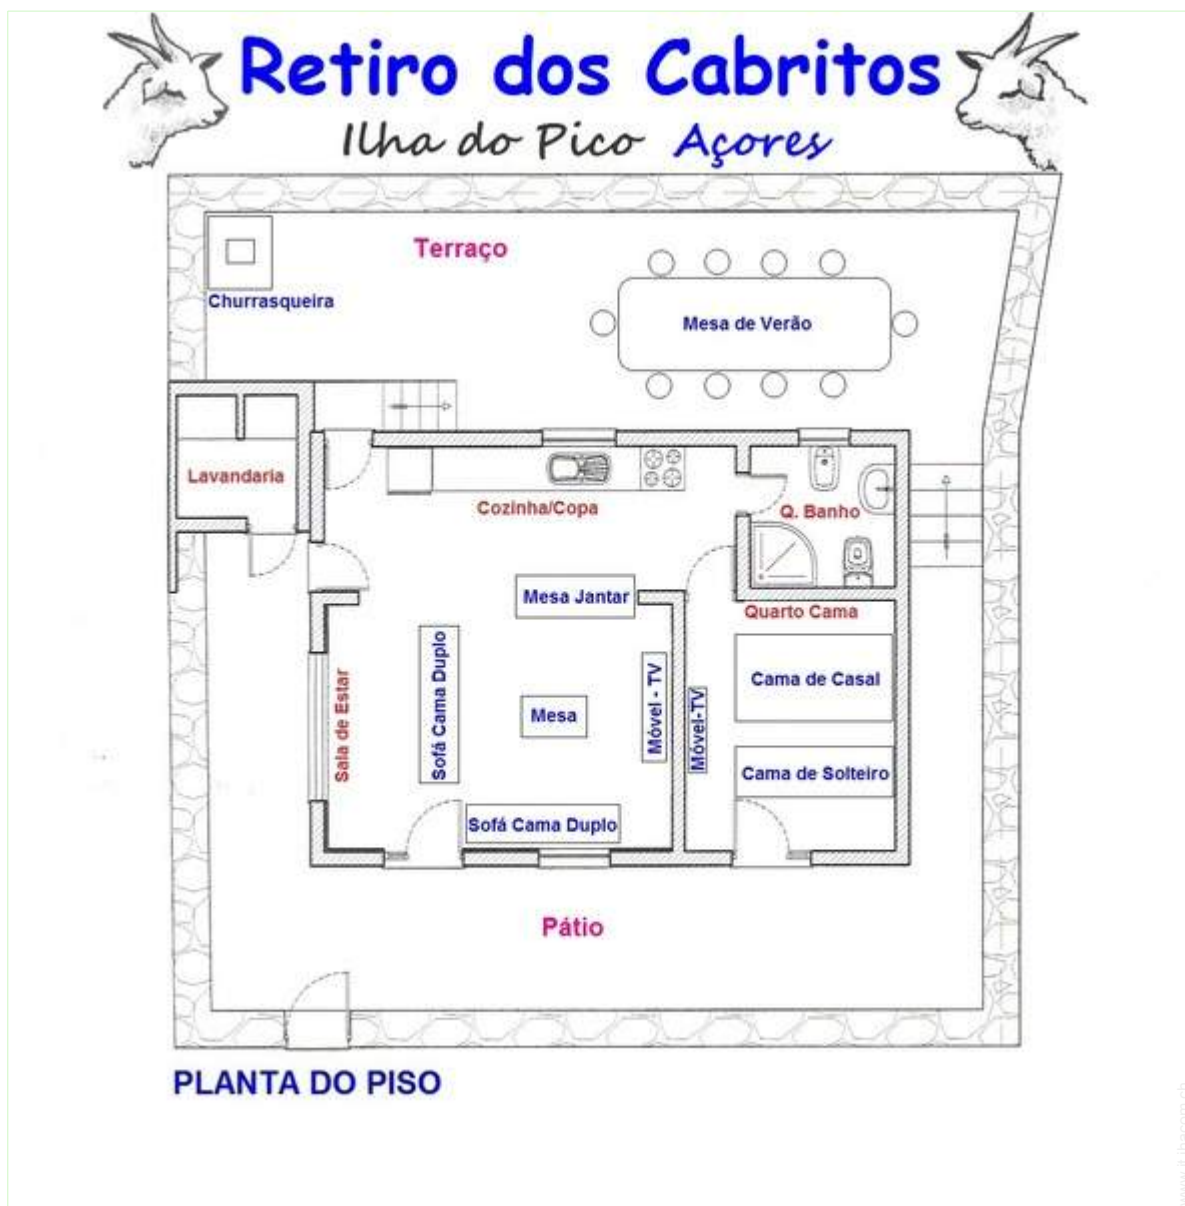 Retiro dos Cabritos
Ilha do Pico Açores
Terraço
Churrasqueira
Mesa de Verão
Lavandaria
Cozinha/Copa
Q. Banho
Mesa Jantar
Quarto Cama
Sala de Estar
Sofá Cama Duplo
Mesa
Móvel - TV
Móvel-TV
Cama de Casal
Cama de Solteiro
Sofá Cama Duplo
Pátio
PLANTA DO PISO